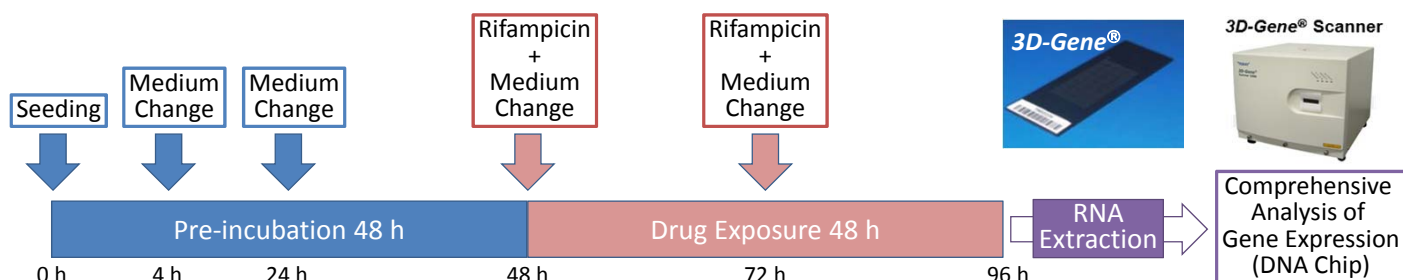 Seeding
Medium
Change
Medium
Change
Rifampicin
+
Medium
Change
Rifampicin
+
Medium
Change
3D-Gene®
3D-Gene® Scanner
Pre-incubation 48 h
Drug Exposure 48 h
RNA
Extraction
Comprehensive
Analysis of
Gene Expression
(DNA Chip)
0 h
4 h
24 h
48 h
72 h
96 h